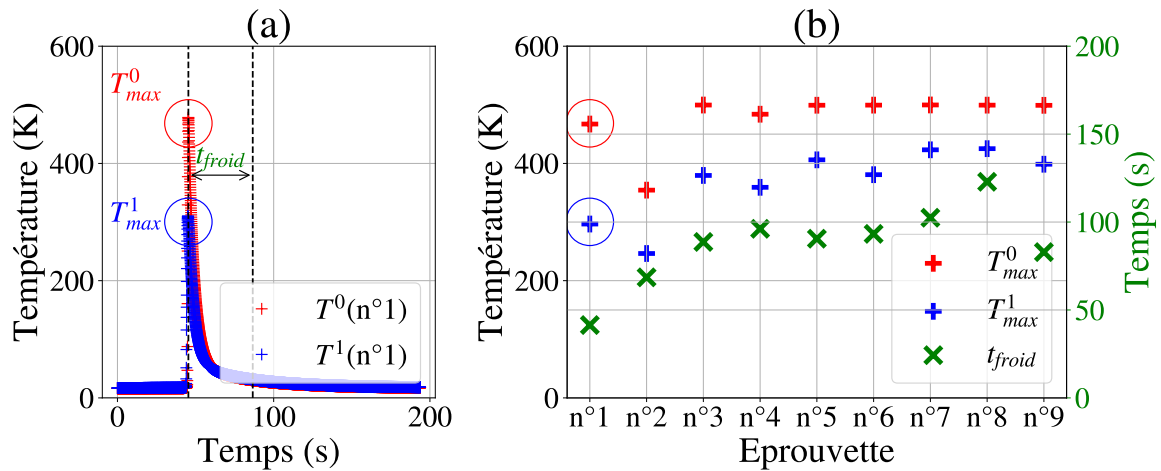 (a)
600
400
200
0
Température (K)
T⁰max
T¹max
tfroid
T⁰(n°1)
T¹(n°1)
0
100
200
Temps (s)
(b)
600
400
200
0
Température (K)
200
150
100
50
0
Temps (s)
T⁰max
T¹max
tfroid
n°1 n°2 n°3 n°4 n°5 n°6 n°7 n°8 n°9
Eprouvette